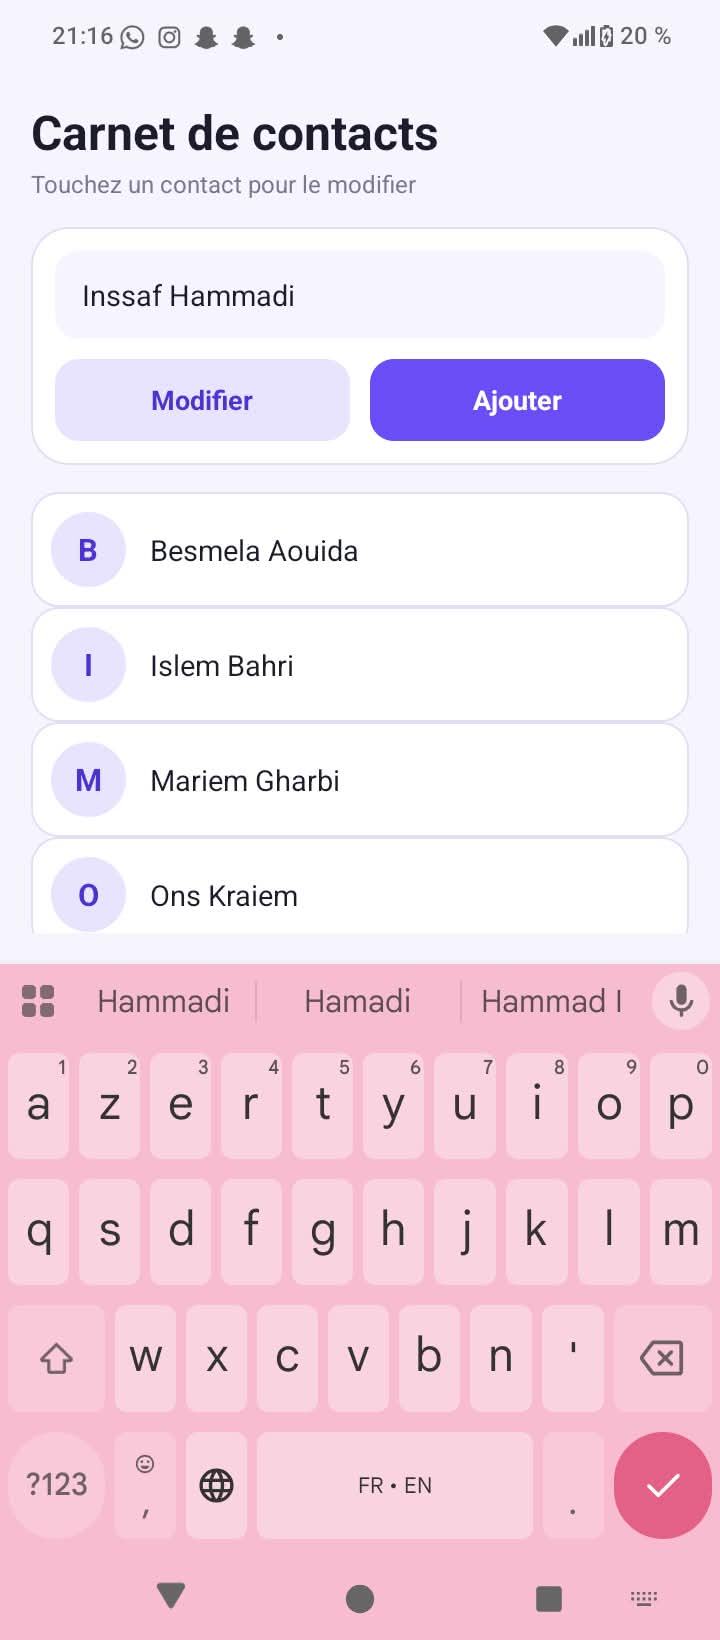 21:16 20 %
Carnet de contacts
Touchez un contact pour le modifier
Inssaf Hammadi
Modifier Ajouter
B Besmela Aouida
I Islem Bahri
M Mariem Gharbi
O Ons Kraiem
Hammadi Hamadi Hammad I
1 2 3 4 5 6 7 8 9 0
a z e r t y u i o p
q s d f g h j k l m
w x c v b n '
?123 , FR • EN .